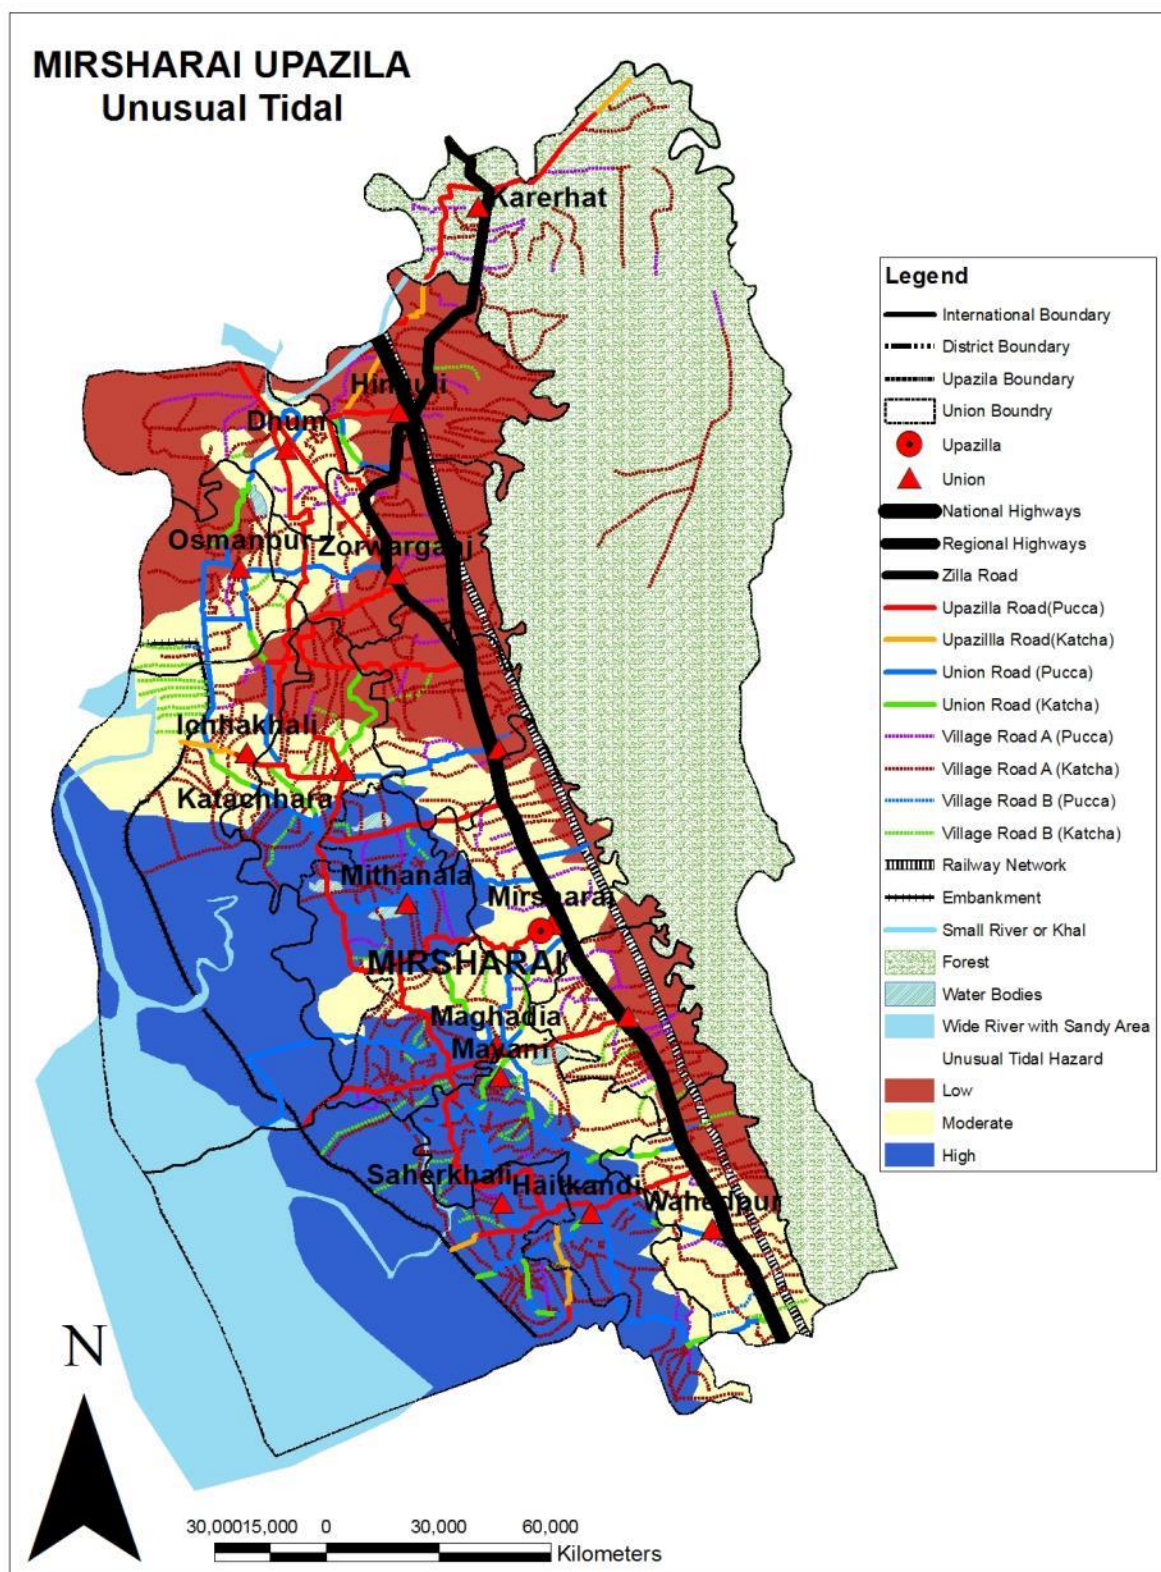 MIRSHARAI UPAZILA
Unusual Tidal
Karerhat
Hinguli
Dhum
Osmanpur
Zorwarganj
Ichhakhali
Katachhara
Mithanala
Mirsharai
MIRSHARAI
Maghadia
Mayani
Saherkhali
Haitkandi
Wahedpur
Legend
International Boundary
District Boundary
Upazila Boundary
Union Boundry
Upazilla
Union
National Highways
Regional Highways
Zilla Road
Upazilla Road(Pucca)
Upazillla Road(Katcha)
Union Road (Pucca)
Union Road (Katcha)
Village Road A (Pucca)
Village Road A (Katcha)
Village Road B (Pucca)
Village Road B (Katcha)
Railway Network
Embankment
Small River or Khal
Forest
Water Bodies
Wide River with Sandy Area
Unusual Tidal Hazard
Low
Moderate
High
N
30,00015,000 0 30,000 60,000
Kilometers